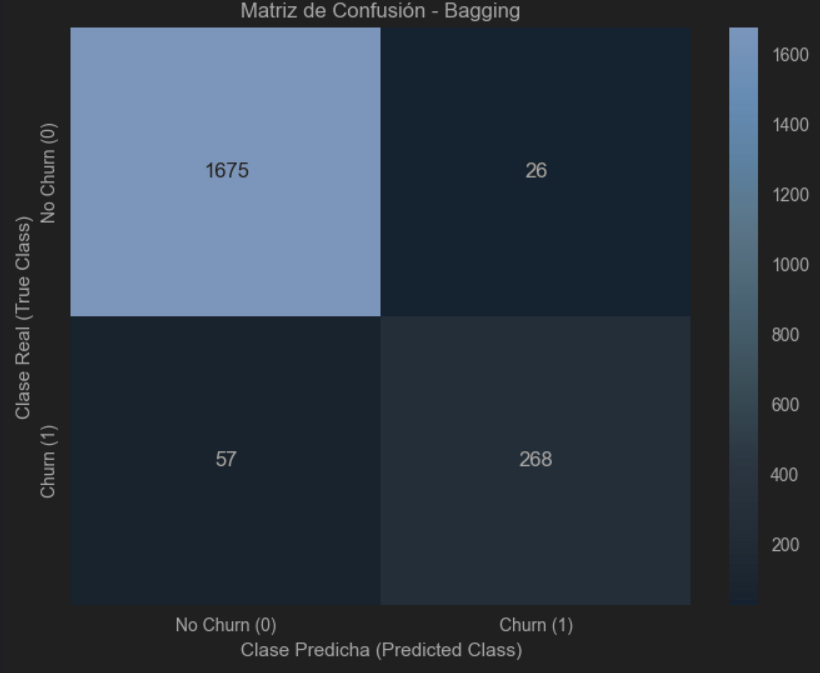 Matriz de Confusión - Bagging
No Churn (0)
Churn (1)
Clase Real (True Class)
1675
26
57
268
No Churn (0)
Churn (1)
Clase Predicha (Predicted Class)
1600
1400
1200
1000
800
600
400
200